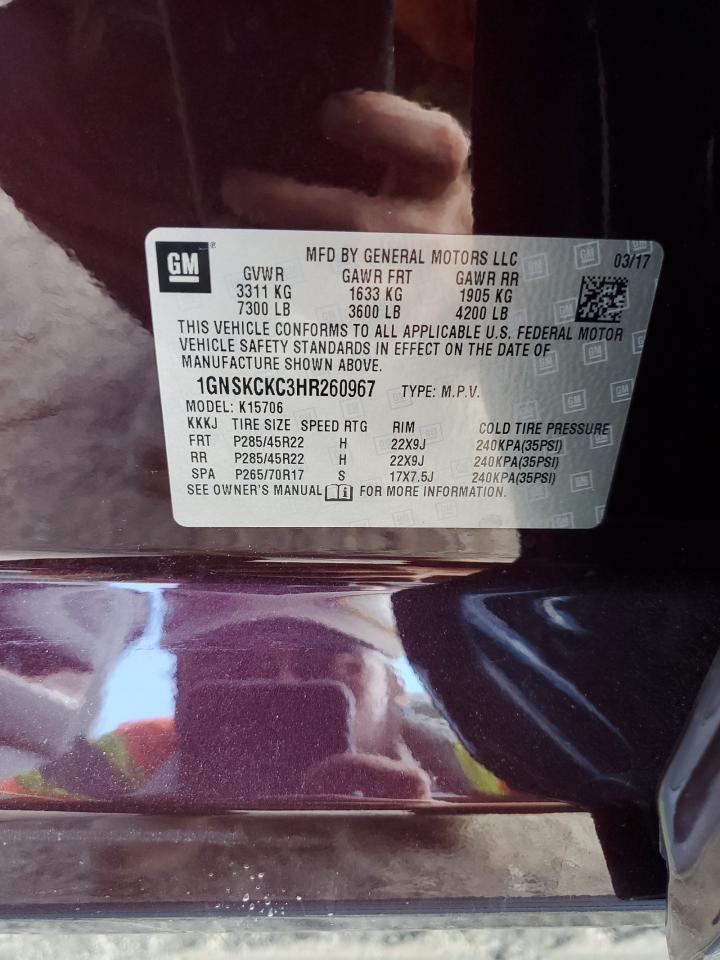 GM®
MFD BY GENERAL MOTORS LLC 03/17
GVWR GAWR FRT GAWR RR
3311 KG 1633 KG 1905 KG
7300 LB 3600 LB 4200 LB
THIS VEHICLE CONFORMS TO ALL APPLICABLE U.S. FEDERAL MOTOR
VEHICLE SAFETY STANDARDS IN EFFECT ON THE DATE OF
MANUFACTURE SHOWN ABOVE.
1GNSKCKC3HR260967 TYPE: M.P.V.
MODEL: K15706
KKKJ TIRE SIZE SPEED RTG RIM COLD TIRE PRESSURE
FRT P285/45R22 H 22X9J 240KPA(35PSI)
RR P285/45R22 H 22X9J 240KPA(35PSI)
SPA P265/70R17 S 17X7.5J 240KPA(35PSI)
SEE OWNER'S MANUAL FOR MORE INFORMATION.